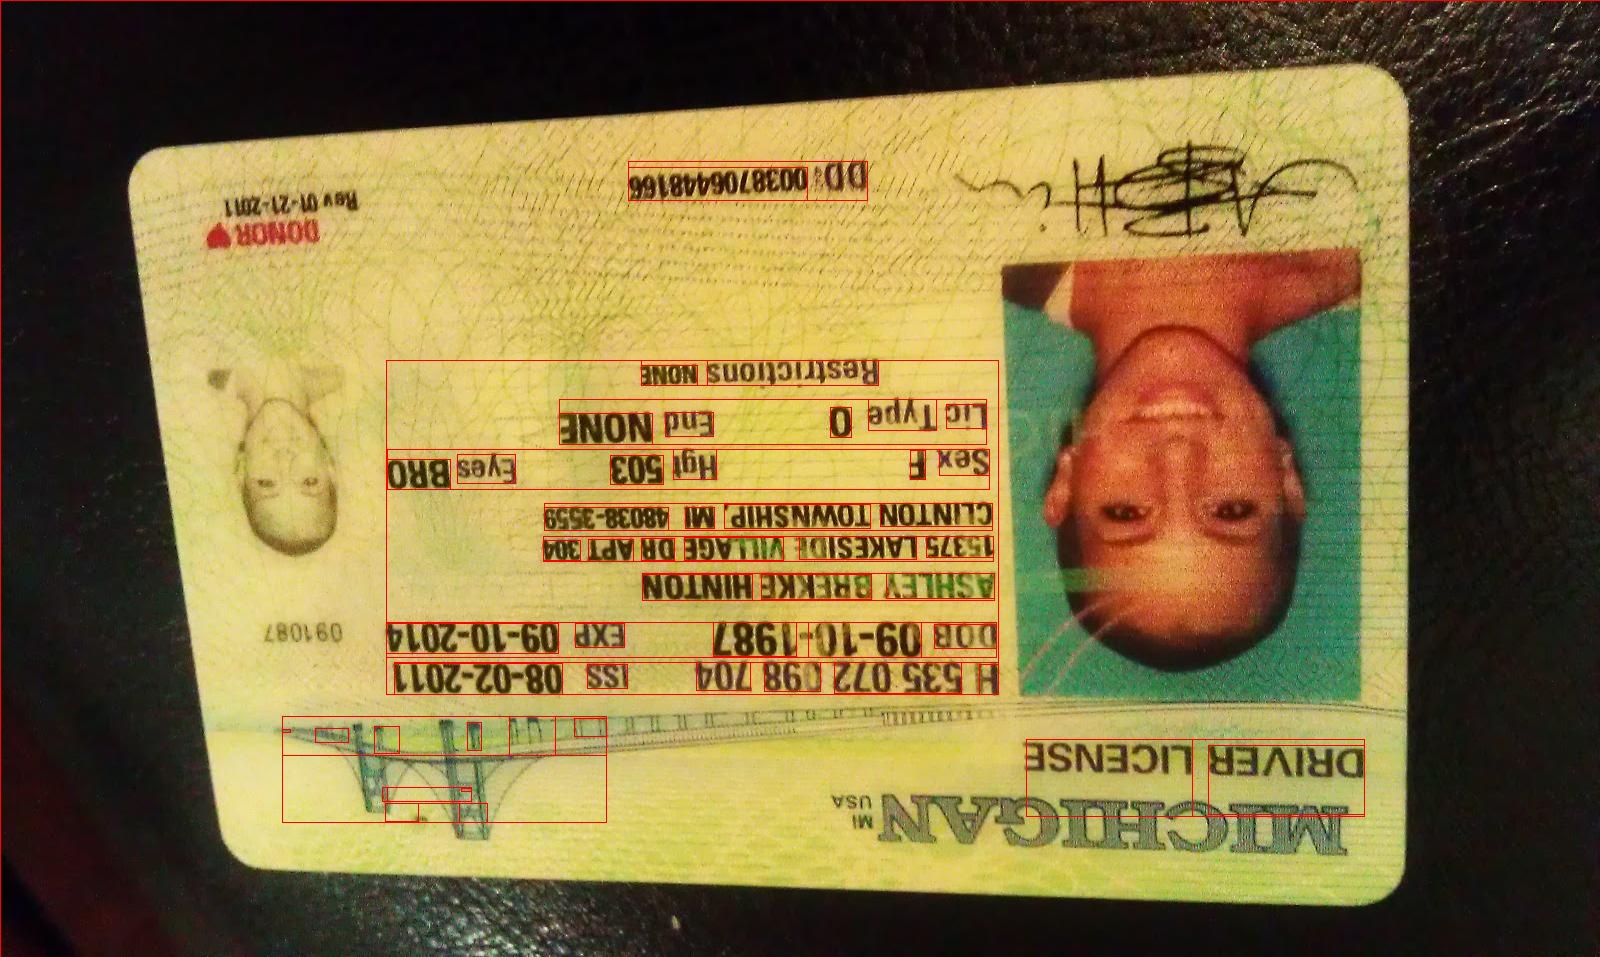 MICHIGAN MI
USA
DRIVER LICENSE
H 535 072 098 704 ISS 08-02-2011
DOB 09-10-1987 EXP 09-10-2014
091087
ASHLEY BREKKE HINTON
15375 LAKESIDE VILLAGE DR APT 304
CLINTON TOWNSHIP, MI 48038-3559
Sex F Hgt 503 Eyes BRO
Lic Type O End NONE
Restrictions NONE
DONOR
Rev 01-21-2011
DD 0038706448166